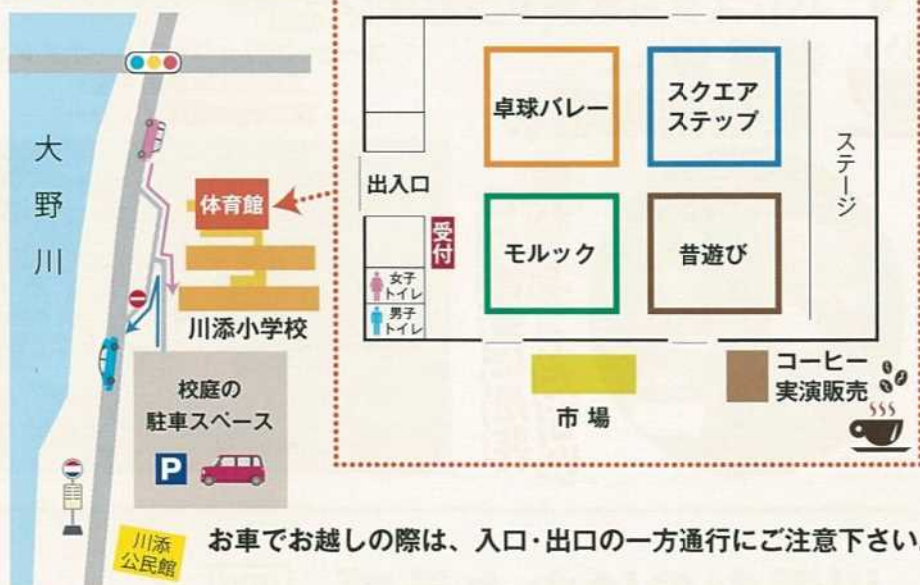 大野川
体育館
川添小学校
校庭の
駐車スペース
P
川添
公民館
卓球バレー
スクエア
ステップ
ステージ
出入口
受付
モルック
昔遊び
女子
トイレ
男子
トイレ
市場
コーヒー
実演販売
お車でお越しの際は、入口・出口の一方通行にご注意下さい